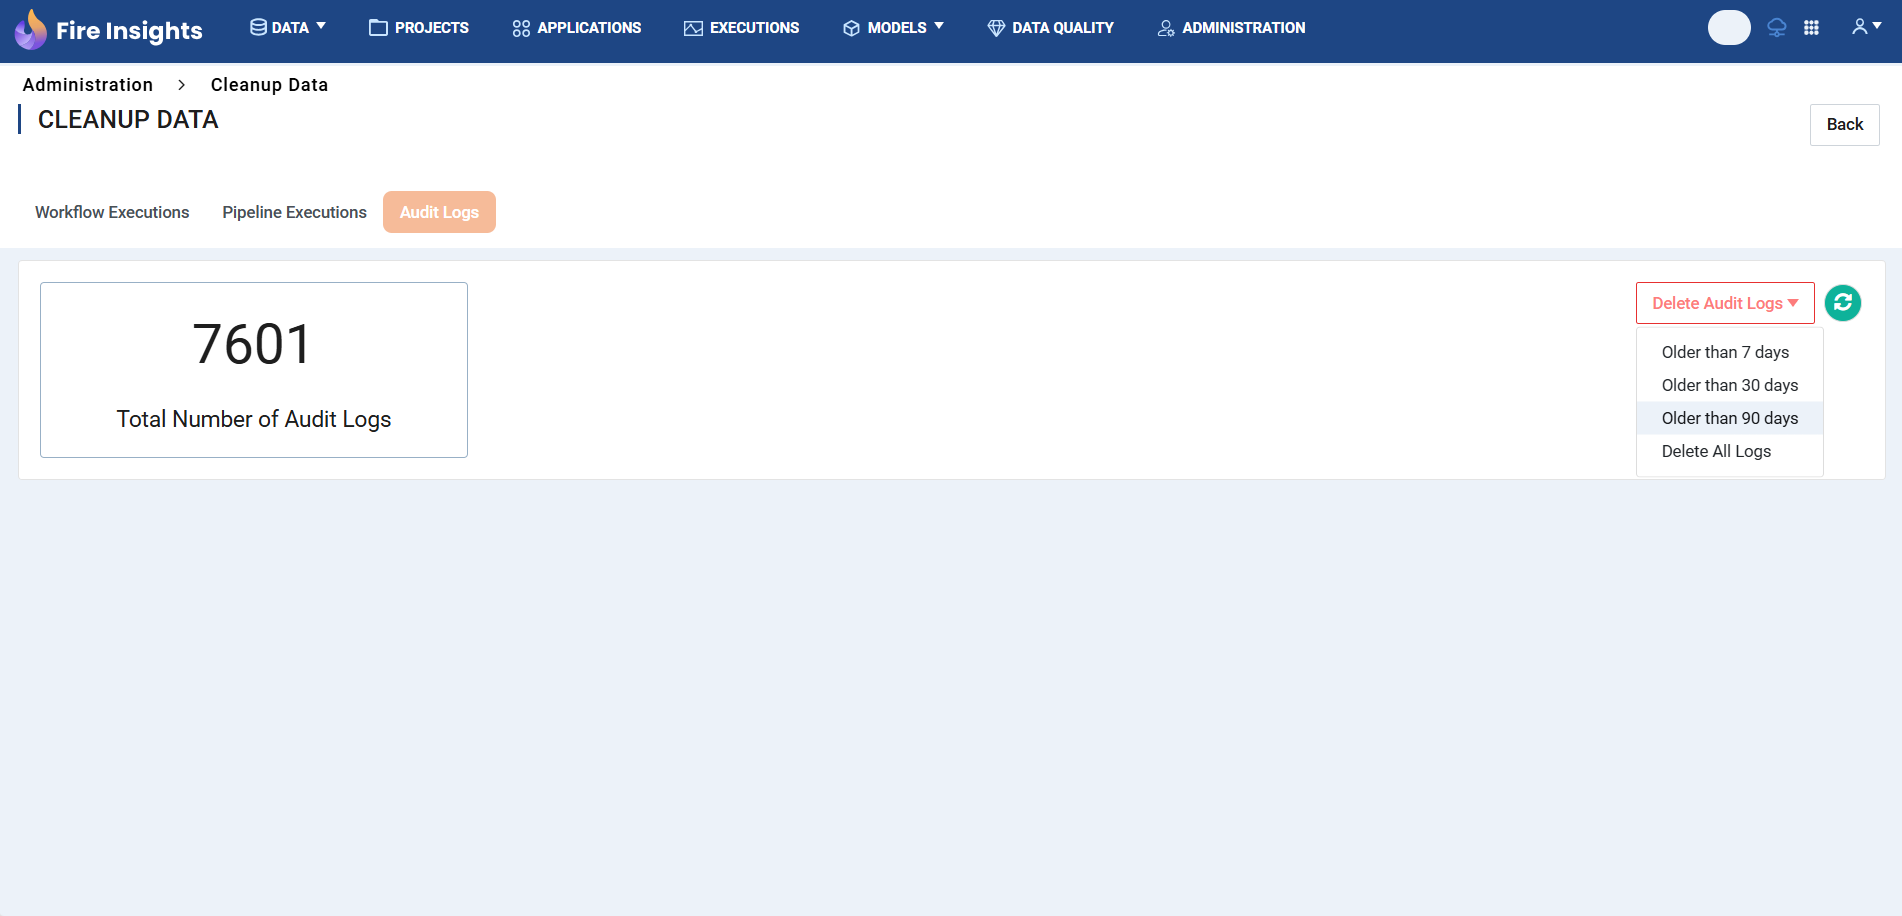 Fire Insights
DATA
PROJECTS
APPLICATIONS
EXECUTIONS
MODELS
DATA QUALITY
ADMINISTRATION
Administration > Cleanup Data
CLEANUP DATA
Back
Workflow Executions
Pipeline Executions
Audit Logs
7601
Total Number of Audit Logs
Delete Audit Logs
Older than 7 days
Older than 30 days
Older than 90 days
Delete All Logs